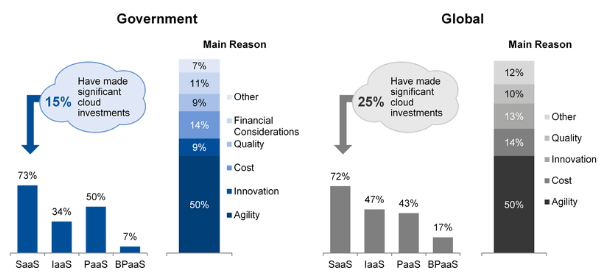 Government
Main Reason
15%
Have made
significant
cloud
investments
73%
34%
50%
7%
SaaS
IaaS
PaaS
BPaaS
7%
11%
9%
14%
9%
50%
Other
Financial
Considerations
Quality
Cost
Innovation
Agility
Global
Main Reason
25%
Have made
significant
cloud
investments
72%
47%
43%
17%
SaaS
IaaS
PaaS
BPaaS
12%
10%
13%
14%
50%
Other
Quality
Innovation
Cost
Agility